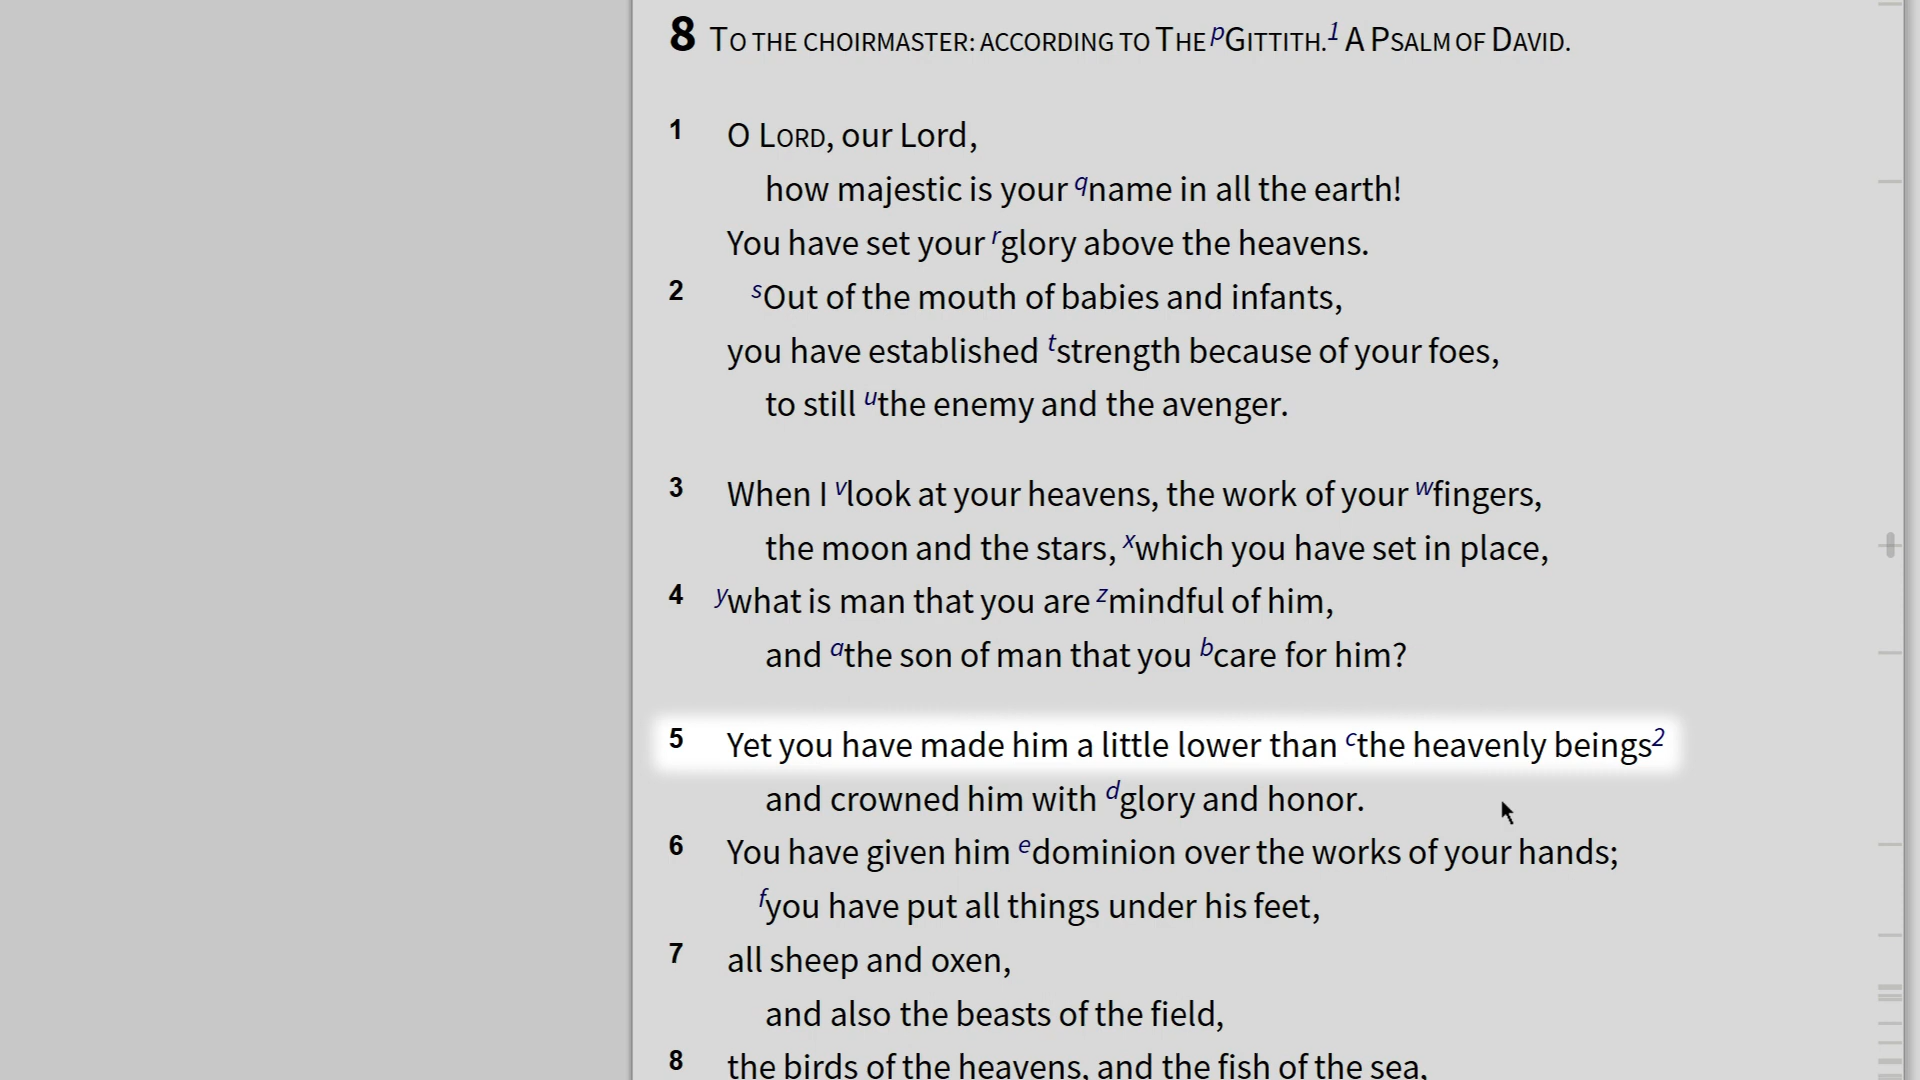 8 TO THE CHOIRMASTER: ACCORDING TO THE pGITTITH.1 A PSALM OF DAVID.
1 O LORD, our Lord,
how majestic is your qname in all the earth!
You have set your rglory above the heavens.
2 sOut of the mouth of babies and infants,
you have established tstrength because of your foes,
to still uthe enemy and the avenger.
3 When I vlook at your heavens, the work of your wfingers,
the moon and the stars, xwhich you have set in place,
4 ywhat is man that you are zmindful of him,
and athe son of man that you bcare for him?
5 Yet you have made him a little lower than cthe heavenly beings2
and crowned him with dglory and honor.
6 You have given him edominion over the works of your hands;
fyou have put all things under his feet,
7 all sheep and oxen,
and also the beasts of the field,
8 the birds of the heavens, and the fish of the sea,